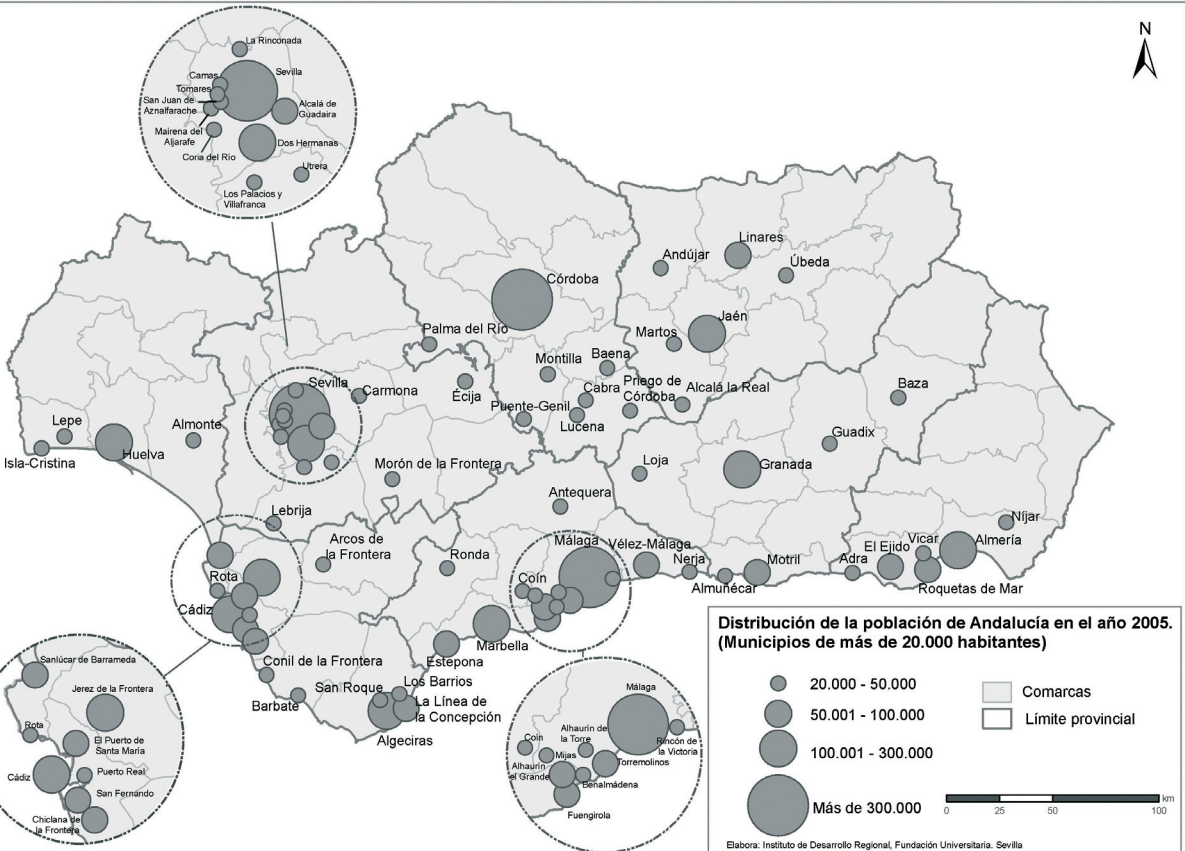 N
La Rinconada
Sevilla
Camas
Tomares
San Juan de
Aznalfarache
Alcalá de
Guadaira
Mairena del
Aljarafe
Dos Hermanas
Coria del Río
Utrera
Los Palacios y
Villafranca
Linares
Andújar
Úbeda
Córdoba
Jaén
Palma del Río
Martos
Montilla
Baena
Sevilla
Carmona
Écija
Cabra
Priego de
Córdoba
Alcalá la Real
Baza
Puente-Genil
Lucena
Lepe
Almonte
Huelva
Isla-Cristina
Guadix
Morón de la Frontera
Loja
Granada
Antequera
Lebrija
Níjar
Arcos de
la Frontera
Ronda
Málaga
Vélez-Málaga
Vicar
Almería
El Ejido
Rota
Coín
Nerja
Motril
Adra
Almuñécar
Roquetas de Mar
Cádiz
Marbella
Estepona
Conil de la Frontera
Los Barrios
San Roque
La Línea de
la Concepción
Barbate
Algeciras
Sanlúcar de Barrameda
Jerez de la Frontera
Rota
El Puerto de
Santa María
Cádiz
Puerto Real
San Fernando
Chiclana de
la Frontera
Málaga
Alhaurín de
la Torre
Rincón de
la Victoria
Coín
Mijas
Alhaurín
el Grande
Torremolinos
Benalmádena
Fuengirola
Distribución de la población de Andalucía en el año 2005.
(Municipios de más de 20.000 habitantes)
20.000 - 50.000
50.001 - 100.000
100.001 - 300.000
Más de 300.000
Comarcas
Límite provincial
km
0 25 50 100
Elabora: Instituto de Desarrollo Regional, Fundación Universitaria. Sevilla